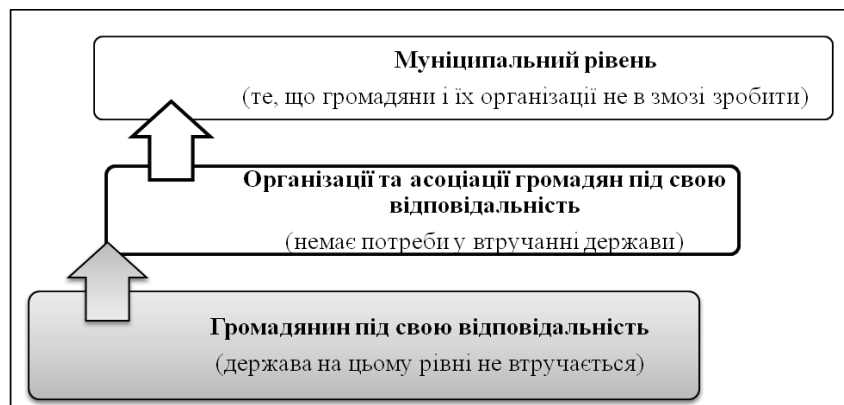 Муніципальний рівень
(те, що громадяни і їх організації не в змозі зробити)
Організації та асоціації громадян під свою
відповідальність
(немає потреби у втручанні держави)
Громадянин під свою відповідальність
(держава на цьому рівні не втручається)